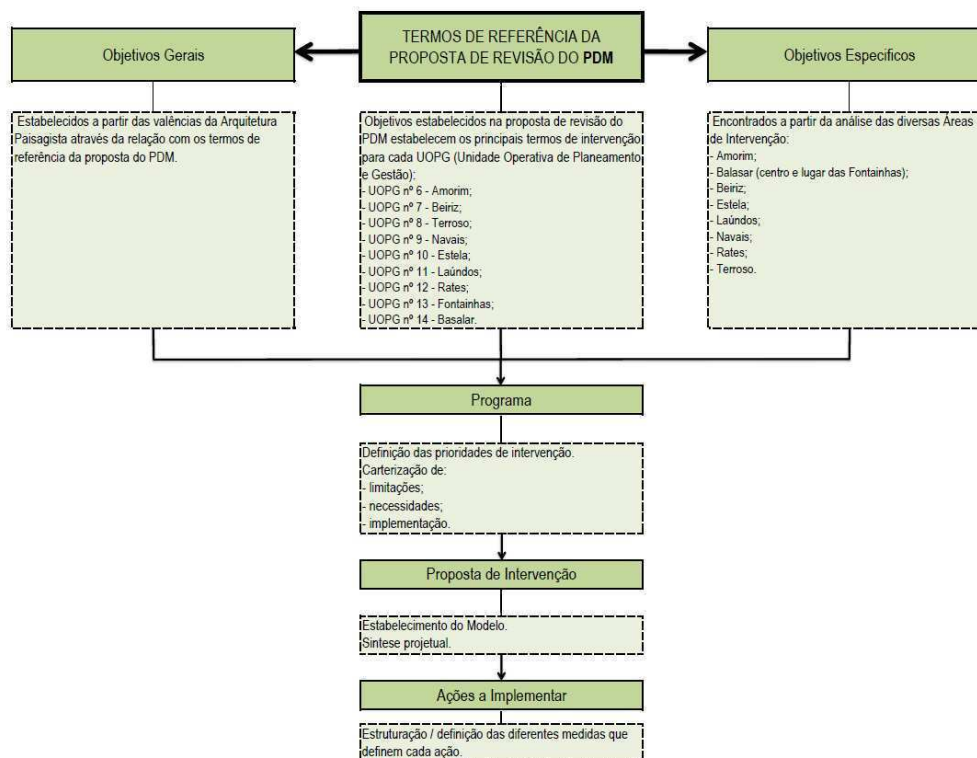 TERMOS DE REFERÊNCIA DA
PROPOSTA DE REVISÃO DO PDM
Objetivos Gerais
Estabelecidos a partir das valências da Arquitetura
Paisagista através da relação com os termos de
referência da proposta do PDM.
Objetivos estabelecidos na proposta de revisão do
PDM estabelecem os principais termos de intervenção
para cada UOPG (Unidade Operativa de Planeamento
e Gestão):
- UOPG nº 6 - Amorim;
- UOPG nº 7 - Beiriz;
- UOPG nº 8 - Terroso;
- UOPG nº 9 - Navais;
- UOPG nº 10 - Estela;
- UOPG nº 11 - Laúndos;
- UOPG nº 12 - Rates;
- UOPG nº 13 - Fontainhas;
- UOPG nº 14 - Basalar.
Objetivos Especificos
Encontrados a partir da análise das diversas Áreas
de Intervenção:
- Amorim;
- Balasar (centro e lugar das Fontainhas);
- Beiriz;
- Estela;
- Laúndos;
- Navais;
- Rates;
- Terroso.
Programa
Definição das prioridades de intervenção.
Carterização de:
- limitações;
- necessidades;
- implementação.
Proposta de Intervenção
Estabelecimento do Modelo.
Sintese projetual.
Ações a Implementar
Estruturação / definição das diferentes medidas que
definem cada ação.